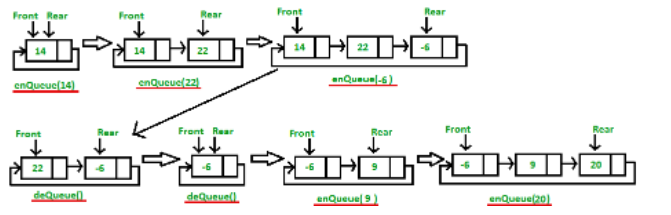 Front Rear Front Rear Front Rear
14 14 22 14 22 -6
enQueue(14) enQueue(22) enQueue(-6 )
Front Rear Front Rear Front Rear Front Rear
22 -6 -6 -6 9 -6 9 20
deQueue() deQueue() enQueue( 9 ) enQueue(20)